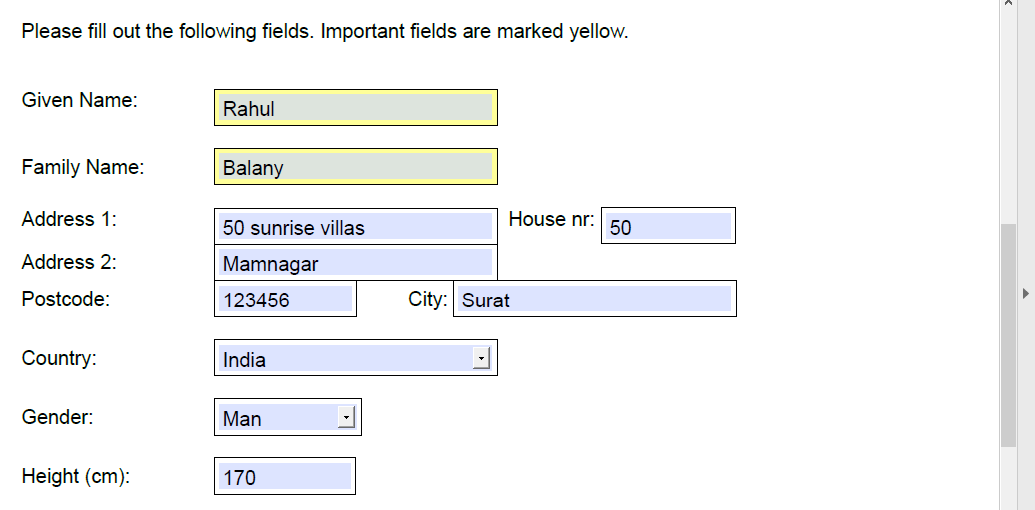 Please fill out the following fields. Important fields are marked yellow.
Given Name: Rahul
Family Name: Balany
Address 1: 50 sunrise villas House nr: 50
Address 2: Mamnagar
Postcode: 123456 City: Surat
Country: India
Gender: Man
Height (cm): 170